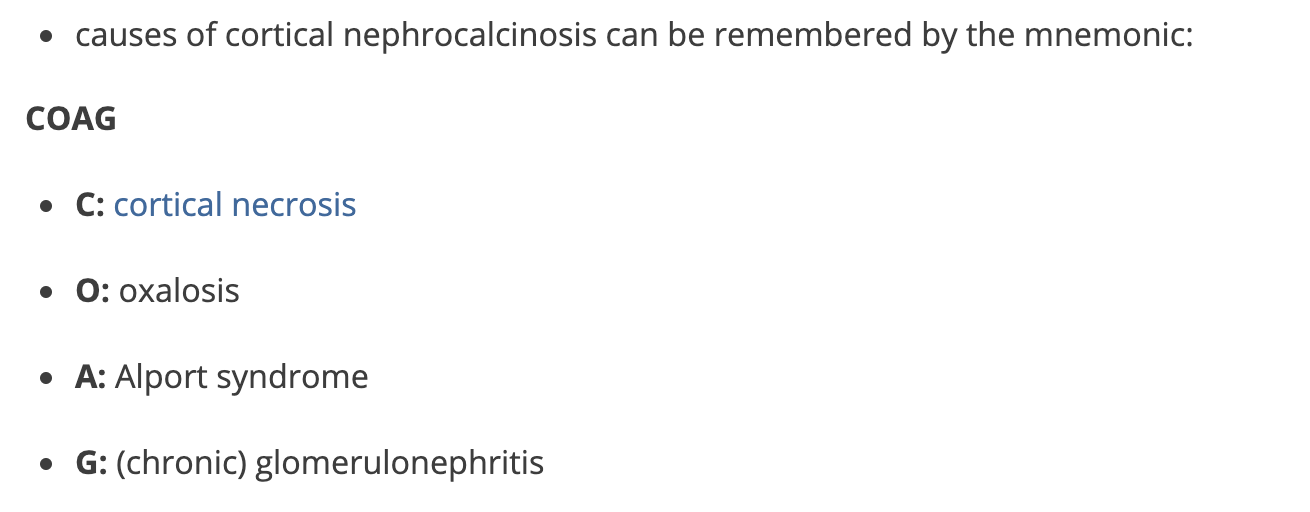 • causes of cortical nephrocalcinosis can be remembered by the mnemonic:
COAG
• C: cortical necrosis
• O: oxalosis
• A: Alport syndrome
• G: (chronic) glomerulonephritis